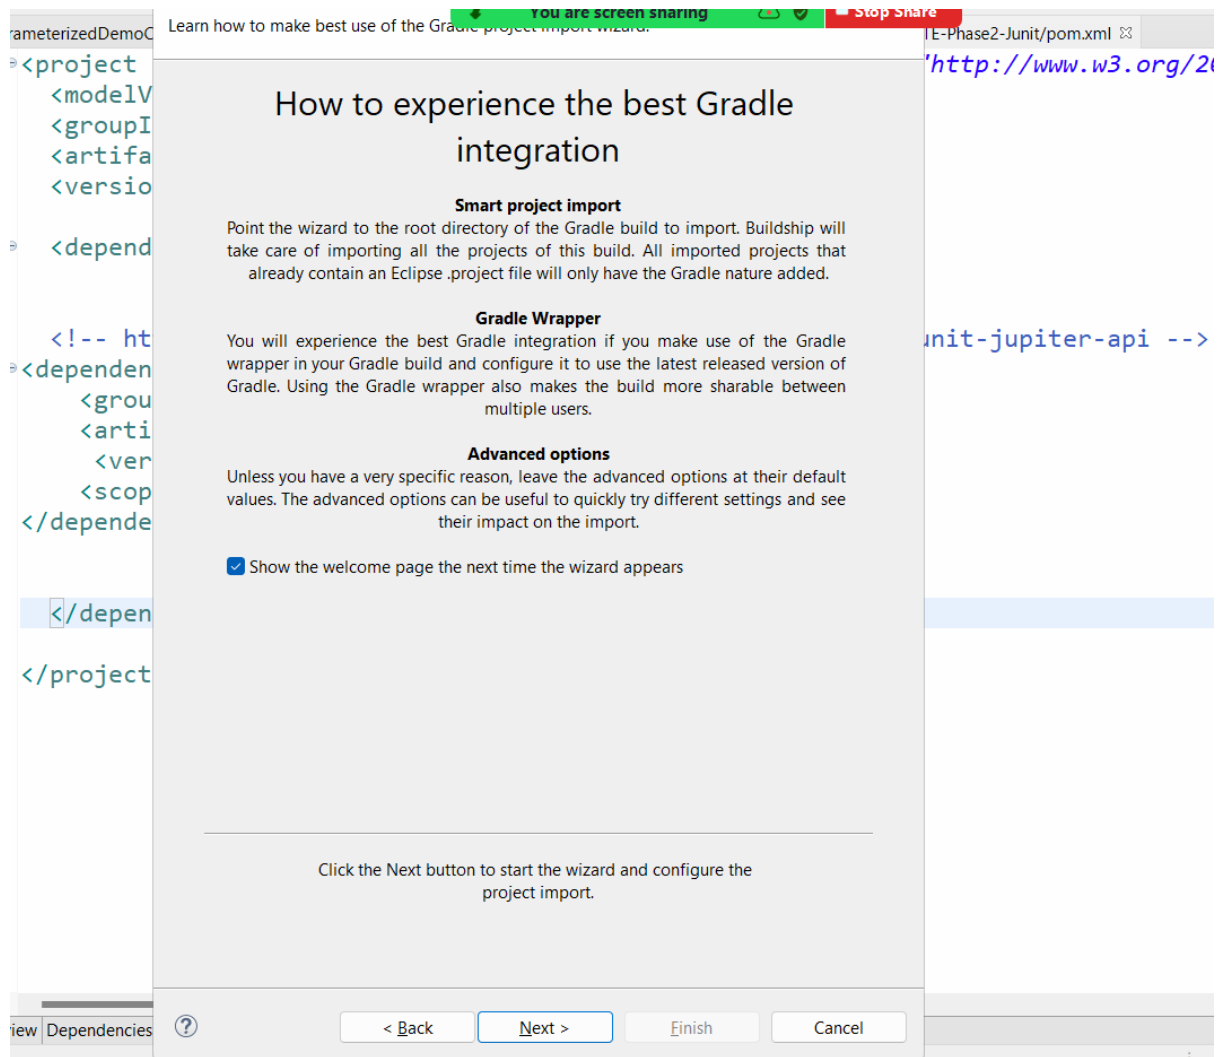 You are screen sharing
Stop Share
Learn how to make best use of the Gradle project import wizard.
rameterizedDemoC
TE-Phase2-Junit/pom.xml
<project
'http://www.w3.org/20
<modelV
<groupI
<artifa
<versio
<depend
<!-- ht
unit-jupiter-api -->
<dependen
<grou
<arti
<ver
<scop
</depende
</depen
</project
How to experience the best Gradle
integration
Smart project import
Point the wizard to the root directory of the Gradle build to import. Buildship will
take care of importing all the projects of this build. All imported projects that
already contain an Eclipse .project file will only have the Gradle nature added.
Gradle Wrapper
You will experience the best Gradle integration if you make use of the Gradle
wrapper in your Gradle build and configure it to use the latest released version of
Gradle. Using the Gradle wrapper also makes the build more sharable between
multiple users.
Advanced options
Unless you have a very specific reason, leave the advanced options at their default
values. The advanced options can be useful to quickly try different settings and see
their impact on the import.
Show the welcome page the next time the wizard appears
Click the Next button to start the wizard and configure the
project import.
iew Dependencies
? < Back Next > Finish Cancel